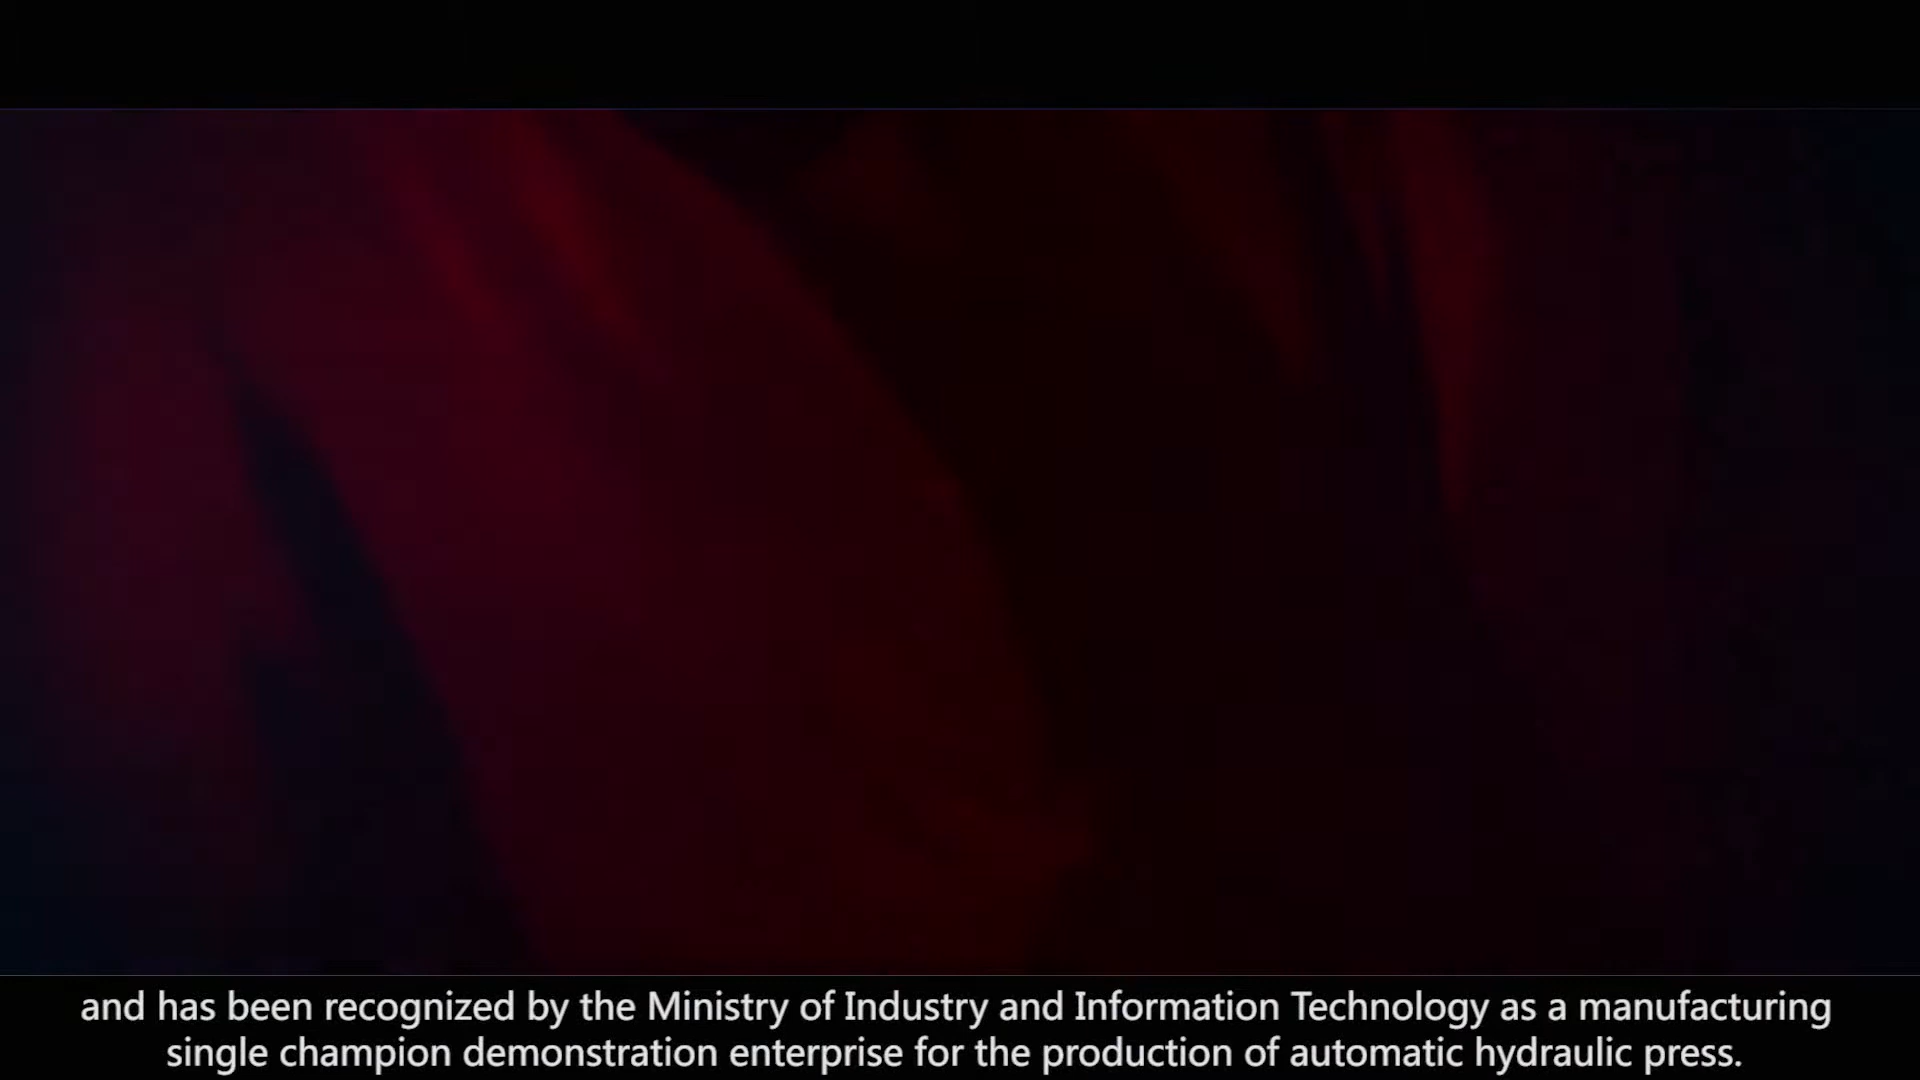 and has been recognized by the Ministry of Industry and Information Technology as a manufacturing
single champion demonstration enterprise for the production of automatic hydraulic press.